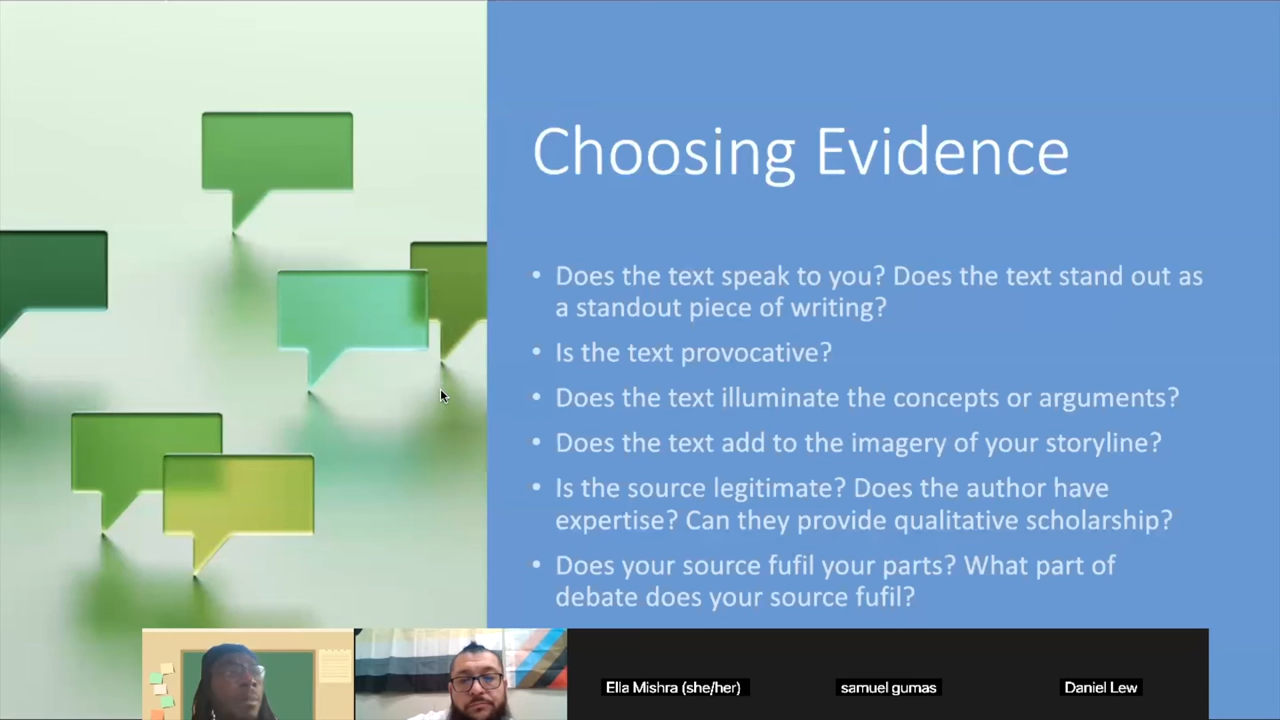 Choosing Evidence
• Does the text speak to you? Does the text stand out as
a standout piece of writing?
• Is the text provocative?
• Does the text illuminate the concepts or arguments?
• Does the text add to the imagery of your storyline?
• Is the source legitimate? Does the author have
expertise? Can they provide qualitative scholarship?
• Does your source fufil your parts? What part of
debate does your source fufil?
Ella Mishra (she/her)
samuel gumas
Daniel Lew